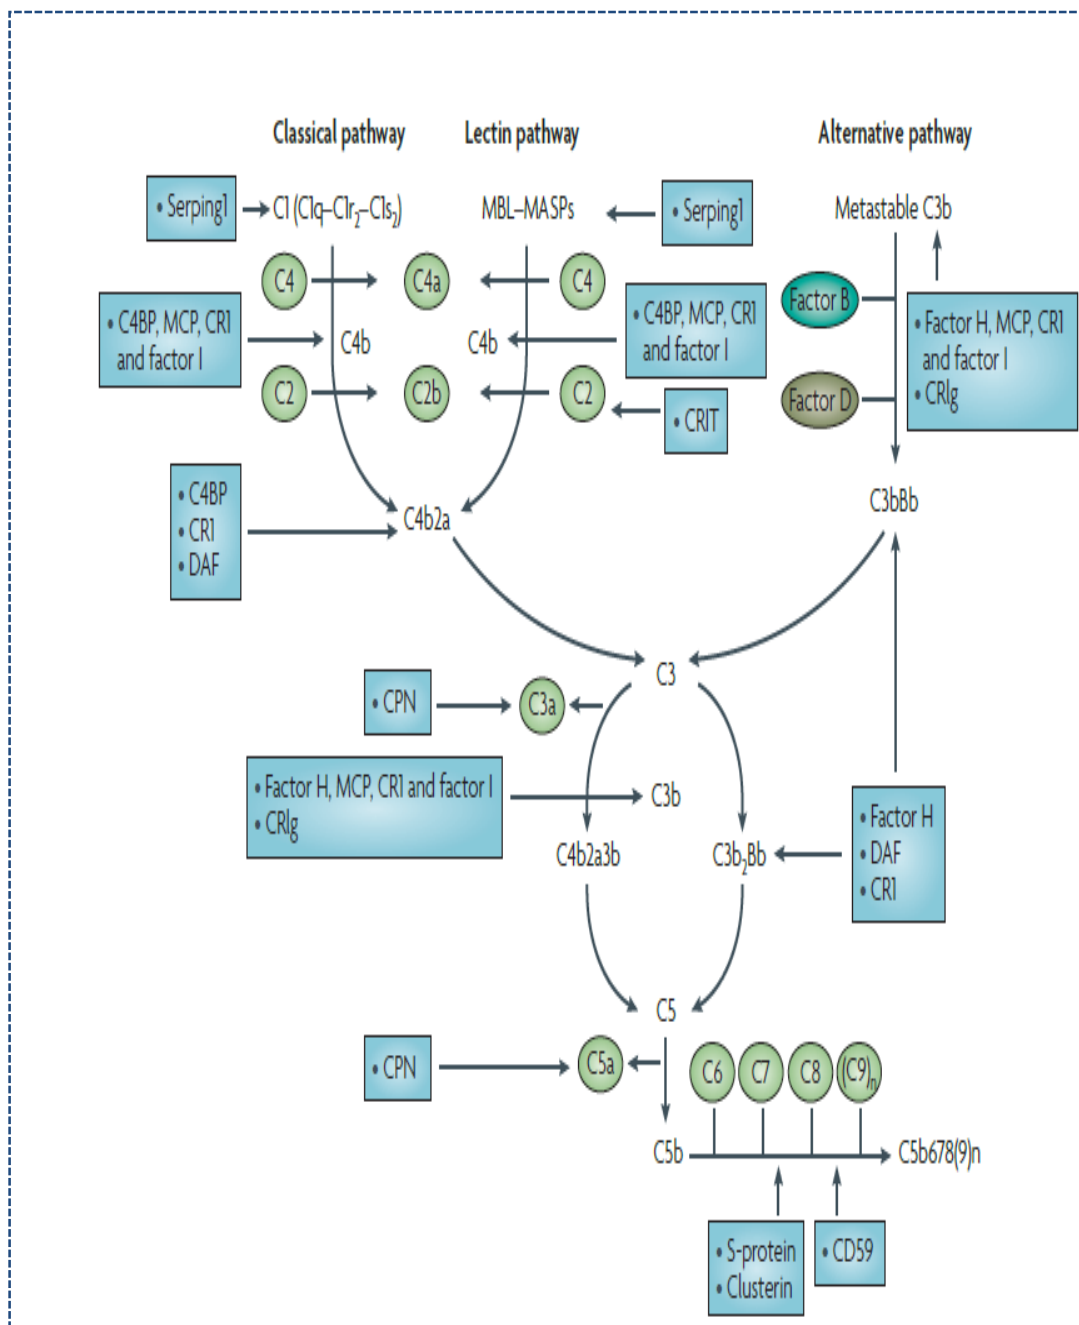 Classical pathway
Lectin pathway
Alternative pathway
• Serping1
C1 (C1q–C1r₂–C1s₂)
MBL–MASPs
• Serping1
Metastable C3b
C4
C4a
C4
Factor B
• C4BP, MCP, CR1
and factor I
C4b
C4b
• C4BP, MCP, CR1
and factor I
• Factor H, MCP, CR1
and factor I
• CRIg
C2
C2b
C2
Factor D
• CRIT
• C4BP
• CR1
• DAF
C4b2a
C3bBb
C3
• CPN
C3a
• Factor H, MCP, CR1 and factor I
• CRIg
C3b
C4b2a3b
C3b₂Bb
• Factor H
• DAF
• CR1
C5
• CPN
C5a
C6
C7
C8
(C9)ₙ
C5b
C5b678(9)n
• S-protein
• Clusterin
• CD59